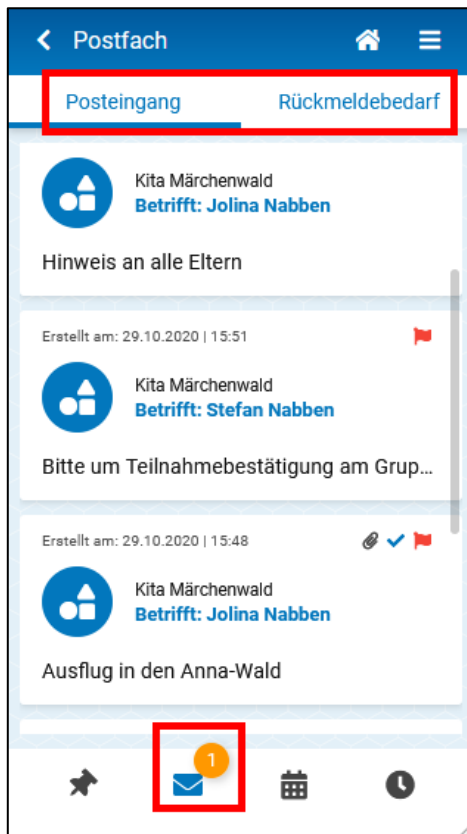 Postfach
Posteingang Rückmeldebedarf
Kita Märchenwald
Betrifft: Jolina Nabben
Hinweis an alle Eltern
Erstellt am: 29.10.2020 | 15:51
Kita Märchenwald
Betrifft: Stefan Nabben
Bitte um Teilnahmebestätigung am Grup...
Erstellt am: 29.10.2020 | 15:48
Kita Märchenwald
Betrifft: Jolina Nabben
Ausflug in den Anna-Wald
1